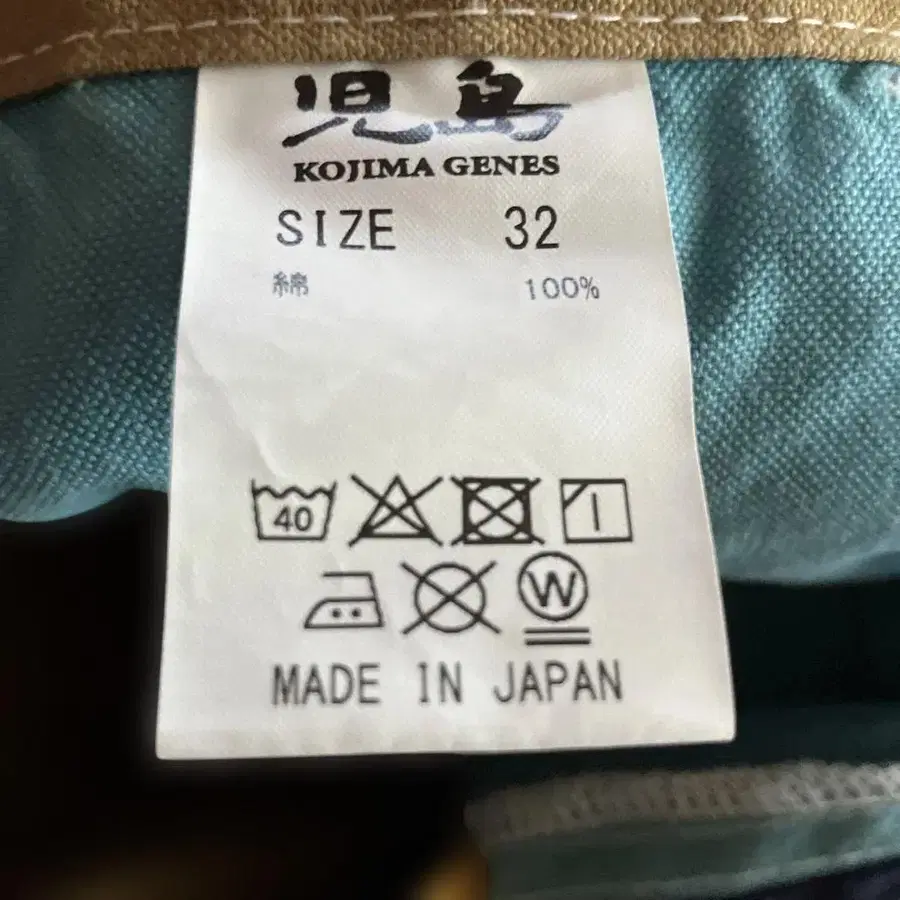 児島
KOJIMA GENES
SIZE 32
綿 100%
40
W
MADE IN JAPAN